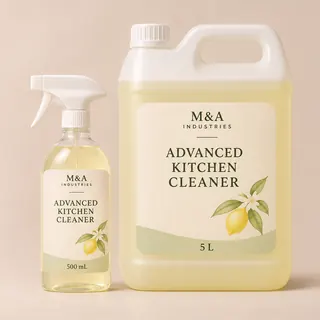 M&A
INDUSTRIES
ADVANCED
KITCHEN
CLEANER
500 mL
M&A
INDUSTRIES
ADVANCED
KITCHEN
CLEANER
5 L